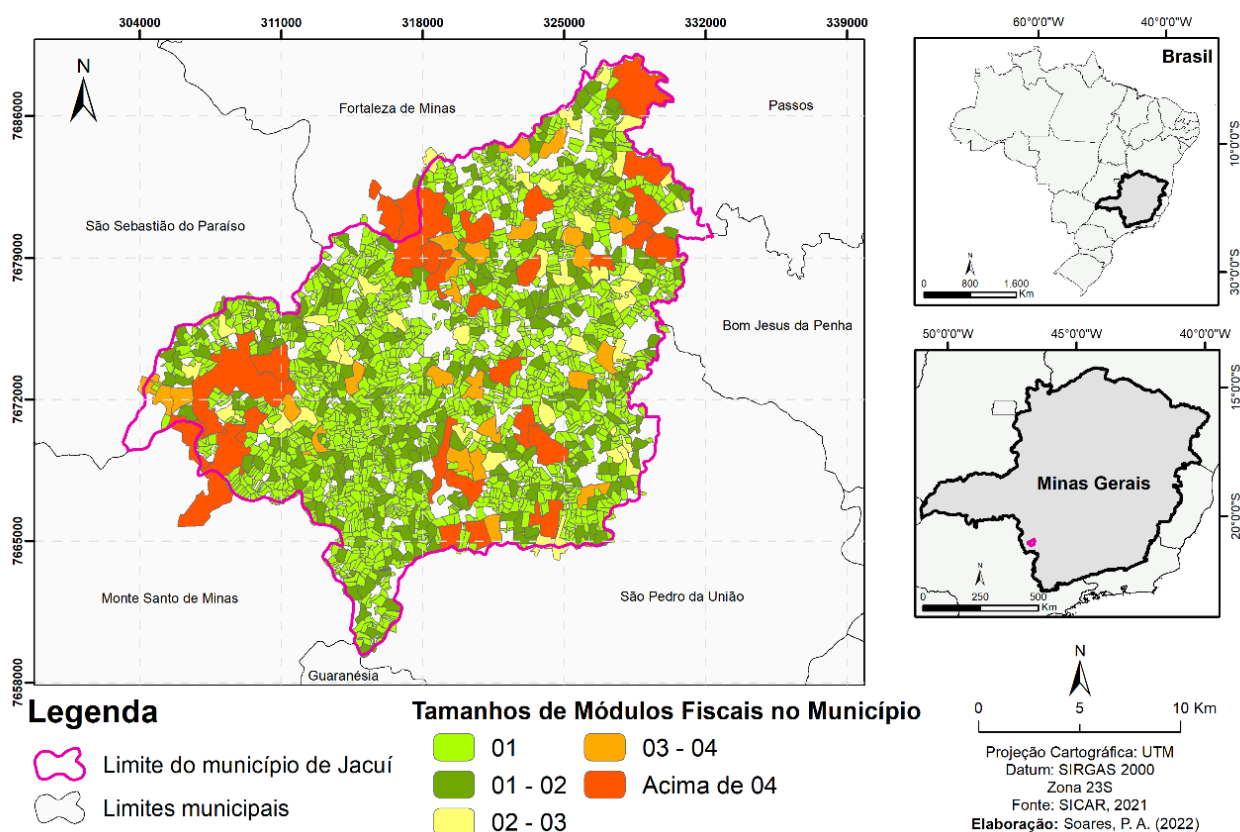 304000 311000 318000 325000 332000 339000
7686000
7679000
7672000
7665000
7658000
N
Fortaleza de Minas
Passos
São Sebastião do Paraíso
Bom Jesus da Penha
Monte Santo de Minas
São Pedro da União
Guaranésia
60°0'0"W 40°0'0"W
Brasil
10°0'0"S
30°0'0"S
N
0 800 1,600
Km
50°0'0"W 45°0'0"W 40°0'0"W
15°0'0"S
20°0'0"S
Minas Gerais
N
0 250 500
Km
Legenda
Limite do município de Jacuí
Limites municipais
Tamanhos de Módulos Fiscais no Município
01
01 - 02
02 - 03
03 - 04
Acima de 04
N
0 5 10 Km
Projeção Cartográfica: UTM
Datum: SIRGAS 2000
Zona 23S
Fonte: SICAR, 2021
Elaboração: Soares, P. A. (2022)